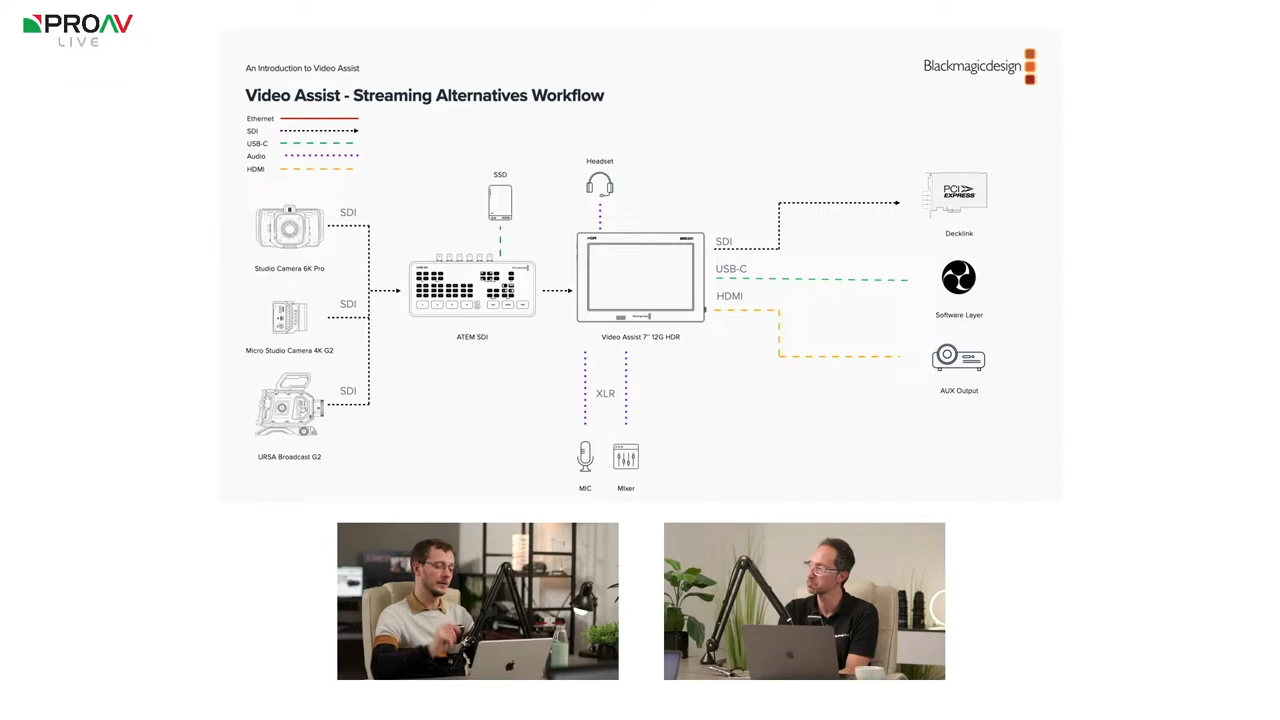 PROAV
LIVE
An Introduction to Video Assist
Blackmagicdesign
Video Assist - Streaming Alternatives Workflow
Ethernet
SDI
USB-C
Audio
HDMI
SSD
Headset
SDI
SDI
SDI
Studio Camera 6K Pro
Micro Studio Camera 4K G2
URSA Broadcast G2
ATEM SDI
Video Assist 7" 12G HDR
SDI
USB-C
HDMI
PCI
EXPRESS
Decklink
Software Layer
AUX Output
XLR
MIC
Mixer